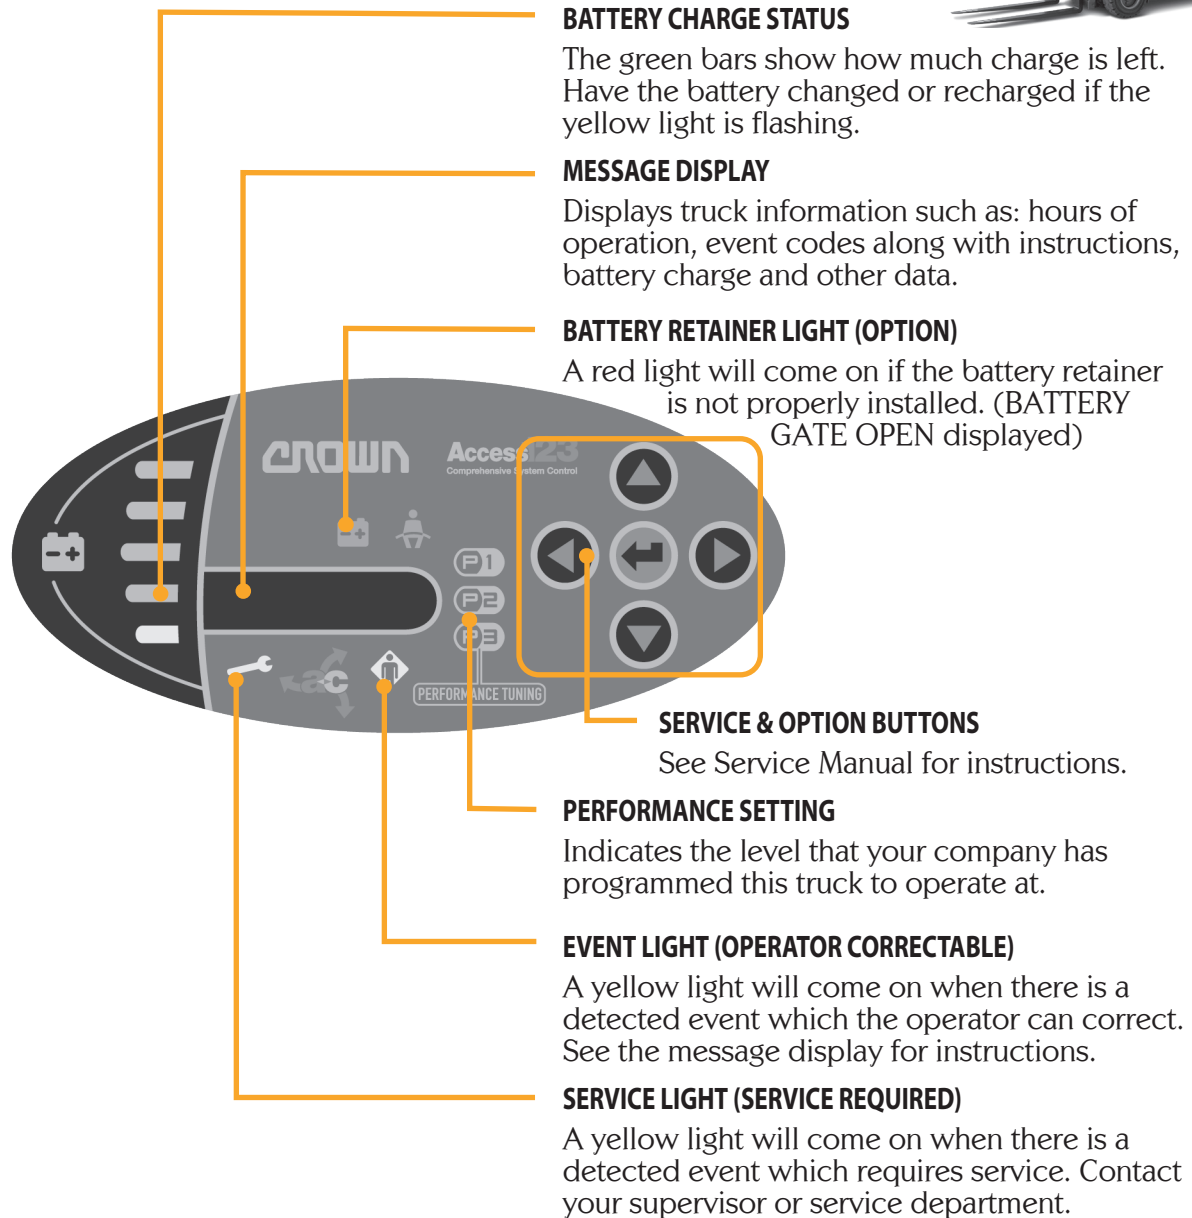 BATTERY CHARGE STATUS
The green bars show how much charge is left.
Have the battery changed or recharged if the
yellow light is flashing.
MESSAGE DISPLAY
Displays truck information such as: hours of
operation, event codes along with instructions,
battery charge and other data.
BATTERY RETAINER LIGHT (OPTION)
A red light will come on if the battery retainer
is not properly installed. (BATTERY
GATE OPEN displayed)
CROWN
Access123
Comprehensive System Control
P1
P2
P3
PERFORMANCE TUNING
ac
SERVICE & OPTION BUTTONS
See Service Manual for instructions.
PERFORMANCE SETTING
Indicates the level that your company has
programmed this truck to operate at.
EVENT LIGHT (OPERATOR CORRECTABLE)
A yellow light will come on when there is a
detected event which the operator can correct.
See the message display for instructions.
SERVICE LIGHT (SERVICE REQUIRED)
A yellow light will come on when there is a
detected event which requires service. Contact
your supervisor or service department.